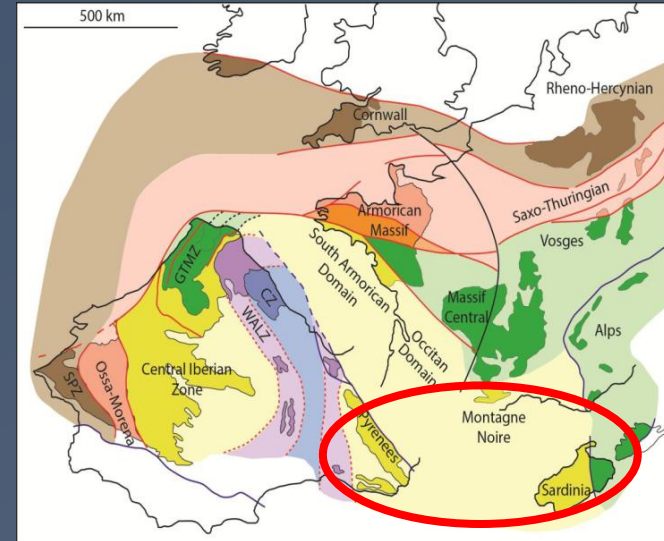 500 km
Rheno-Hercynian
Cornwall
Saxo-Thuringian
Armorican
Massif
Vosges
GTMZ
South Armorican
Domain
CZ
Massif
Central
WALZ
Alps
Occitan
Domain
Central Iberian
Zone
Ossa-Morena
SPZ
Pyrenees
Montagne
Noire
Sardinia